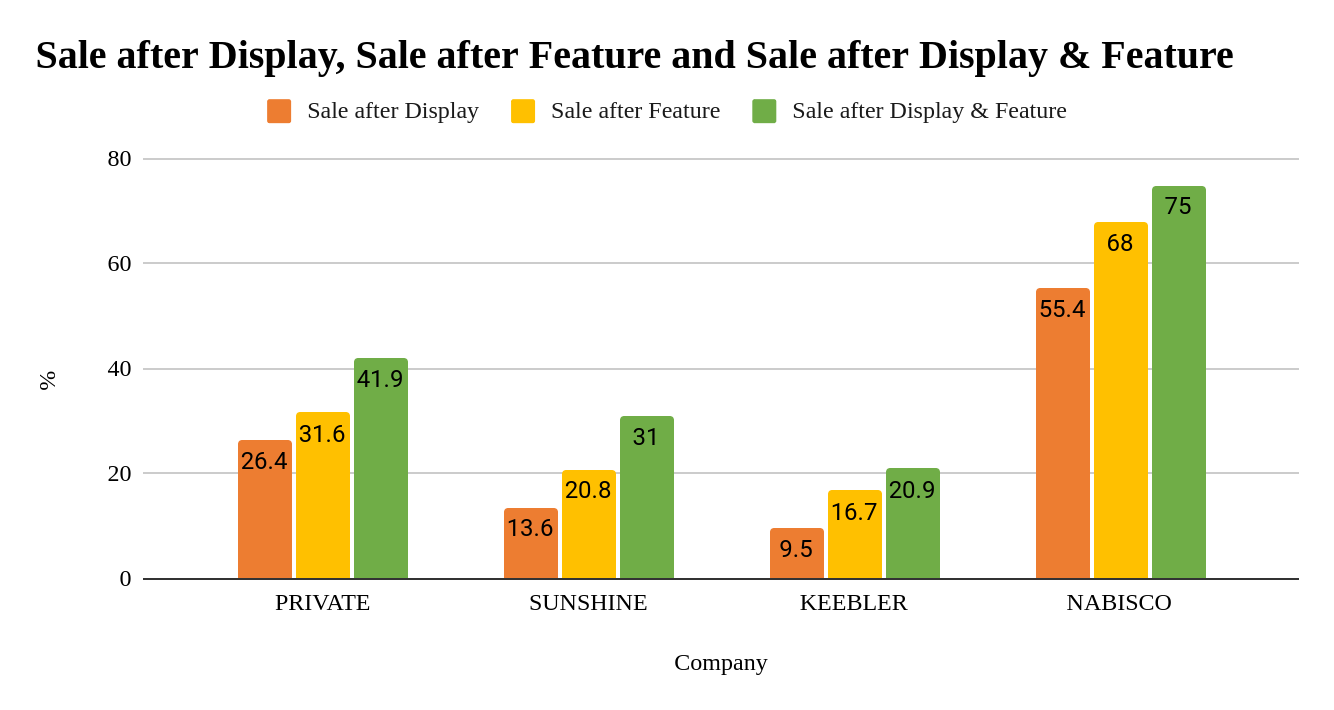 Sale after Display, Sale after Feature and Sale after Display & Feature
Sale after Display Sale after Feature Sale after Display & Feature
80
60
40
20
0
%
26.4 31.6 41.9
13.6 20.8 31
9.5 16.7 20.9
55.4 68 75
PRIVATE SUNSHINE KEEBLER NABISCO
Company